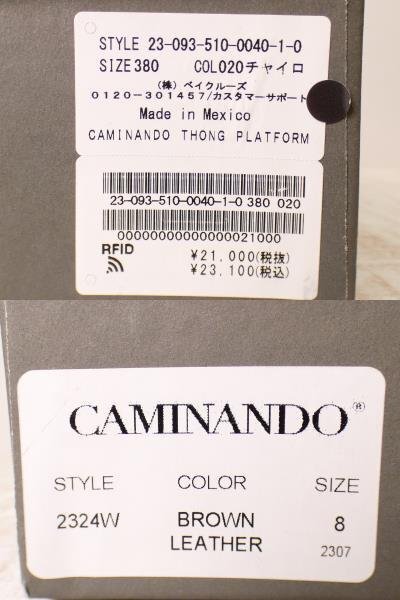 STYLE 23-093-510-0040-1-0
SIZE380 COL020チャイロ
(株) ベイクルーズ
0120-301457/カスタマーサポート
Made in Mexico
CAMINANDO THONG PLATFORM
23-093-510-0040-1-0 380 020
00000000000000021000
RFID
¥21,000(税抜)
¥23,100(税込)
CAMINANDO®
STYLE COLOR SIZE
2324W BROWN 8
LEATHER 2307